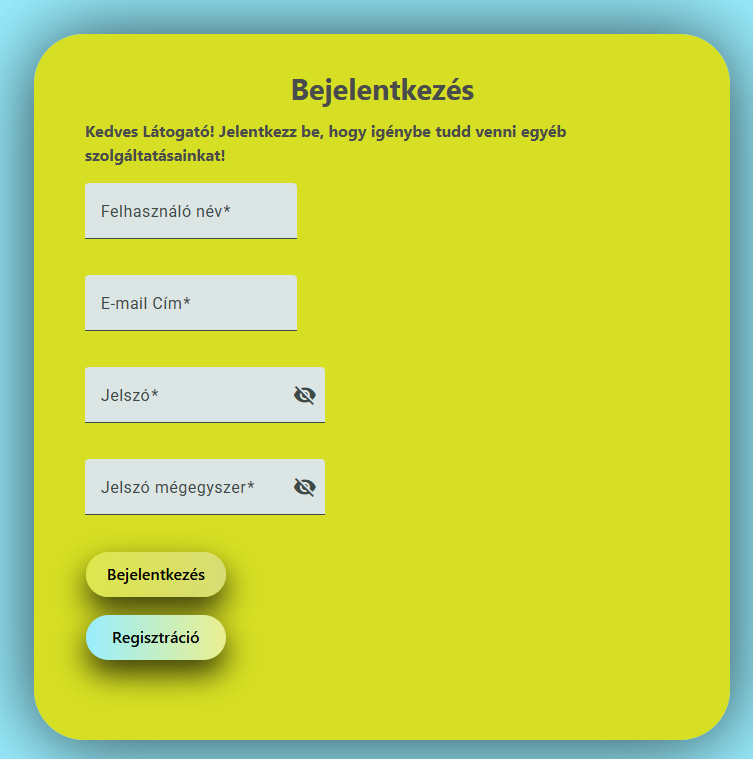 Bejelentkezés
Kedves Látogató! Jelentkezz be, hogy igénybe tudd venni egyéb
szolgáltatásainkat!
Felhasználó név*
E-mail Cím*
Jelszó*
Jelszó mégegyszer*
Bejelentkezés
Regisztráció